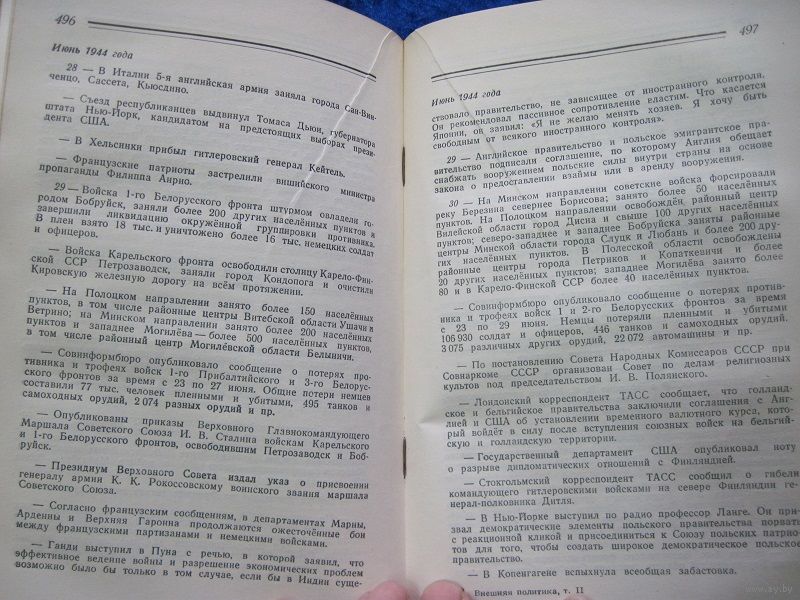 496
Июнь 1944 года
28 — В Италии 5-я английская армия заняла города Сан-Вин-
ченцо, Сассета, Кьюсдино.
— Съезд республиканцев выдвинул Томаса Дьюи, губернатора
штата Нью-Йорк, кандидатом на предстоящих выборах прези-
дента США.
— В Хельсинки прибыл гитлеровский генерал Кейтель.
— Французские патриоты застрелили вишийского министра
пропаганды Филиппа Анрио.
29 — Войска 1-го Белорусского фронта штурмом овладели го-
родом Бобруйск, заняли более 200 других населённых пунктов и
завершили ликвидацию окружённой группировки противника.
В плен взято 18 тыс. и уничтожено более 16 тыс. немецких солдат
и офицеров.
— Войска Карельского фронта освободили столицу Карело-Фин-
ской ССР Петрозаводск, заняли город Кондопога и очистили
Кировскую железную дорогу на всём протяжении.
— На Полоцком направлении занято более 150 населённых
пунктов, в том числе районные центры Витебской области Ушачи и
Ветрино; на Минском направлении занято более 200 населённых
пунктов и западнее Могилёва — более 500 населённых пунктов,
в том числе районный центр Могилёвской области Белыничи.
— Совинформбюро опубликовало сообщение о потерях про-
тивника и трофеях войск 1-го Прибалтийского и 3-го Белорус-
ского фронтов за время с 23 по 27 июня. Общие потери немцев
составили 77 тыс. человек пленными и убитыми, 495 танков и
самоходных орудий, 2 074 разных орудий и пр.
— Опубликованы приказы Верховного Главнокомандующего
Маршала Советского Союза И. В. Сталина войскам Карельского
и 1-го Белорусского фронтов, освободившим Петрозаводск и Боб-
руйск.
— Президиум Верховного Совета издал указ о присвоении
генералу армии К. К. Рокоссовскому воинского звания маршала
Советского Союза.
— Согласно французским сообщениям, в департаментах Марны,
Арденны и Верхняя Гаронна продолжаются ожесточённые бои
между французскими партизанами и немецкими войсками.
— Ганди выступил в Пуна с речью, в которой заявил, что
эффективное ведение войны и разрешение экономических проблем
возможно было бы только в том случае, если бы в Индии суще-
497
Июнь 1944 года
ствовало правительство, не зависящее от иностранного контроля.
Он рекомендовал пассивное сопротивление властям. Что касается
Японии, он заявил: «Я не желаю менять хозяев. Я хочу быть
свободным от всякого иностранного контроля».
29 — Английское правительство и польское эмигрантское пра-
вительство подписали соглашение, по которому Англия обещает
снабжать вооружением польские силы внутри страны на основе
закона о предоставлении взаймы или в аренду вооружения.
30 — На Минском направлении советские войска форсировали
реку Березина севернее Борисова; занято более 50 населённых
пунктов. На Полоцком направлении освобождён районный центр
Вилейской области город Дисна и свыше 100 других населённых
пунктов; северо-западнее и западнее Бобруйска заняты районные
центры Минской области города Слуцк и Любань и более 200 дру-
гих населённых пунктов. В Полесской области освобождены
районные центры города Петриков и Копаткевичи и более
20 других населённых пунктов; западнее Могилёва занято более
80 и в Карело-Финской ССР более 40 населённых пунктов.
— Совинформбюро опубликовало сообщение о потерях против-
ника и трофеях войск 1 и 2-го Белорусских фронтов за время
с 23 по 29 июня. Немцы потеряли пленными и убитыми
106 930 солдат и офицеров, 446 танков и самоходных орудий.
3 075 различных других орудий, 22 072 автомашины и пр.
— По постановлению Совета Народных Комиссаров СССР при
Совнаркоме СССР организован Совет по делам религиозных
культов под председательством И. В. Полянского.
— Лондонский корреспондент ТАСС сообщает, что голланд-
ское и бельгийское правительства заключили соглашения с Анг-
лией и США об установлении временного валютного курса, кото-
рый войдёт в силу после вступления союзных войск на бельгий-
скую и голландскую территории.
— Государственный департамент США опубликовал ноту
о разрыве дипломатических отношений с Финляндией.
— Стокгольмский корреспондент ТАСС сообщил о гибели
командующего гитлеровскими войсками на севере Финляндии ге-
нерал-полковника Дитля.
— В Нью-Йорке выступил по радио профессор Ланге. Он при-
звал демократические элементы польского правительства порвать
с реакционной кликой и присоединиться к Союзу польских патрио-
тов для того, чтобы создать широкое демократическое польское
правительство.
— В Копенгагене вспыхнула всеобщая забастовка.
Внешняя политика, т. II
www.ay.by